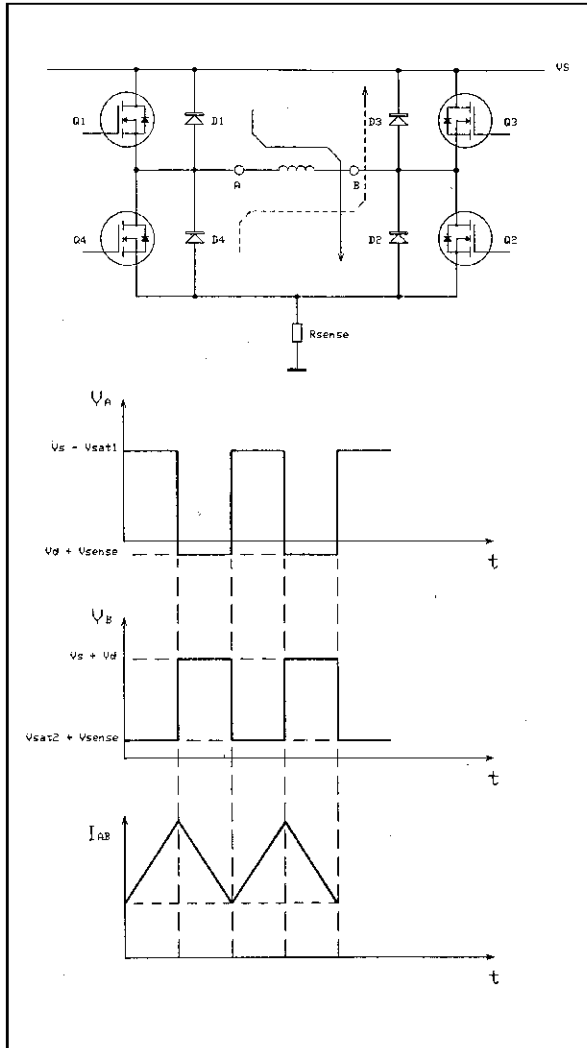 VS
Q1
D1
D3
Q3
A
B
Q4
D4
D2
Q2
Rsense
VA
Vs - Vsat1
Vd + Vsense
t
VB
Vs + Vd
Vsat2 + Vsense
t
IAB
t